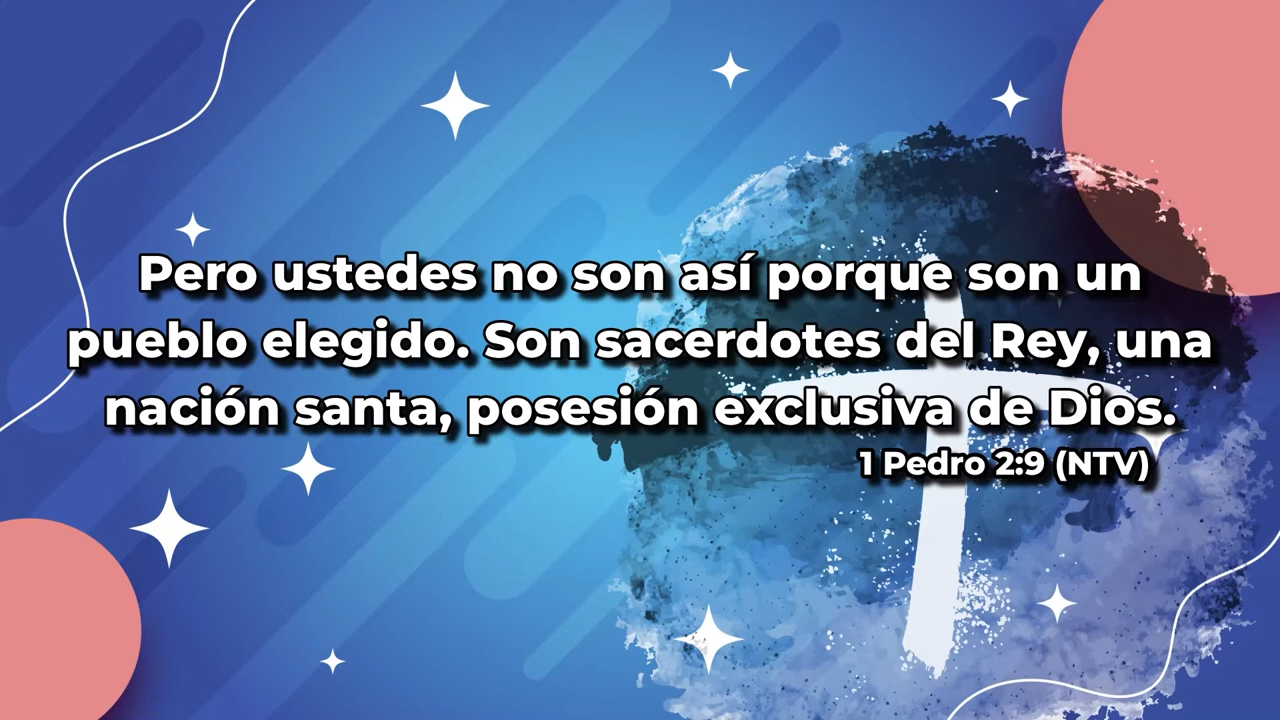 Pero ustedes no son así porque son un
pueblo elegido. Son sacerdotes del Rey, una
nación santa, posesión exclusiva de Dios.
1 Pedro 2:9 (NTV)